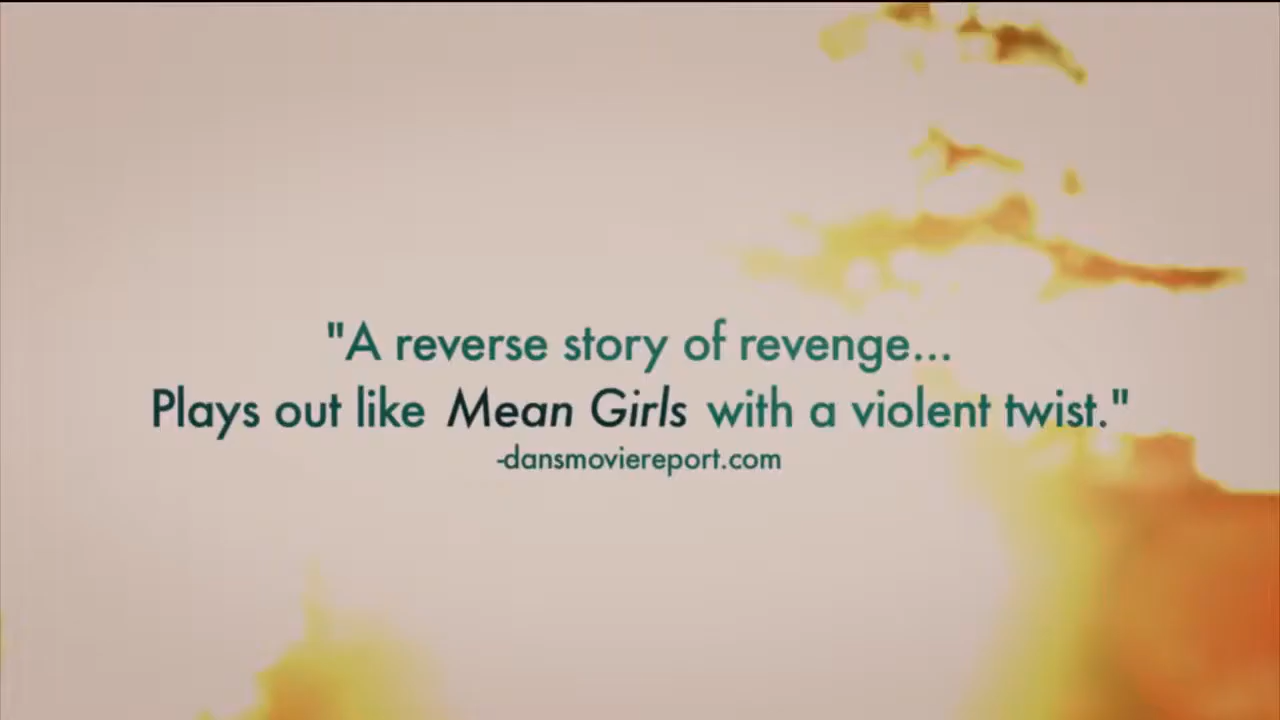 "A reverse story of revenge...
Plays out like Mean Girls with a violent twist."
-dansmoviereport.com